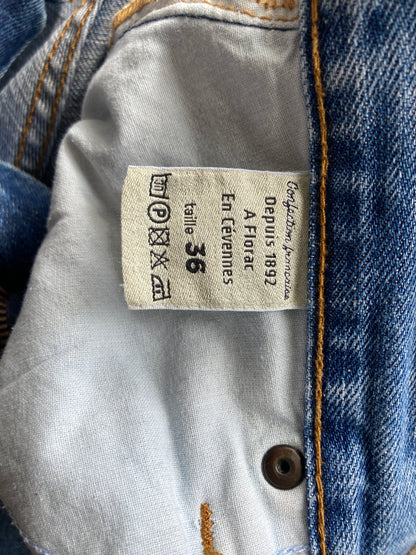 Confection française
Depuis 1892
A Florac
En Cévennes
taille 36